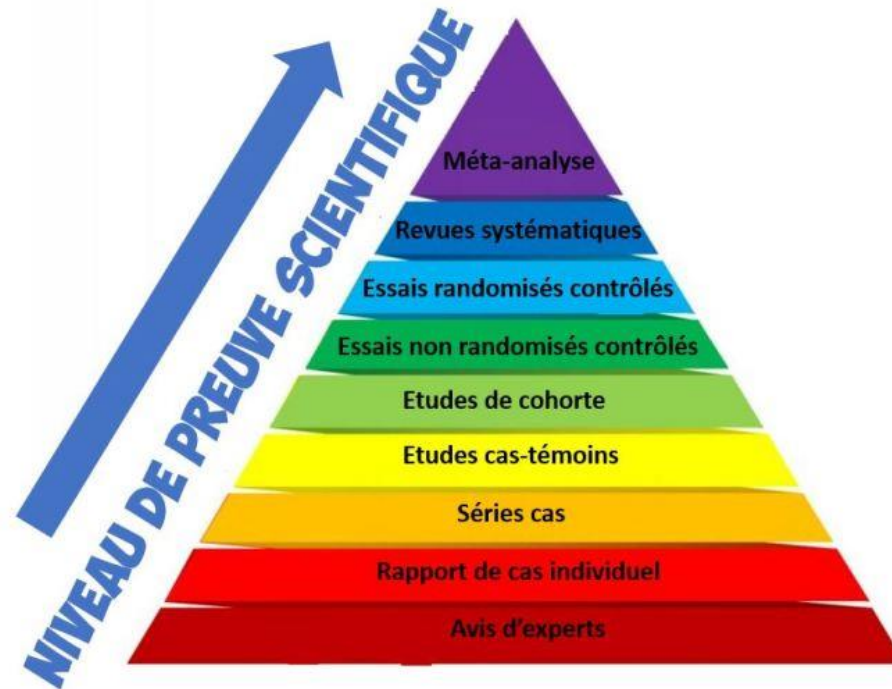 NIVEAU DE PREUVE SCIENTIFIQUE
Méta-analyse
Revues systématiques
Essais randomisés contrôlés
Essais non randomisés contrôlés
Etudes de cohorte
Etudes cas-témoins
Séries cas
Rapport de cas individuel
Avis d'experts